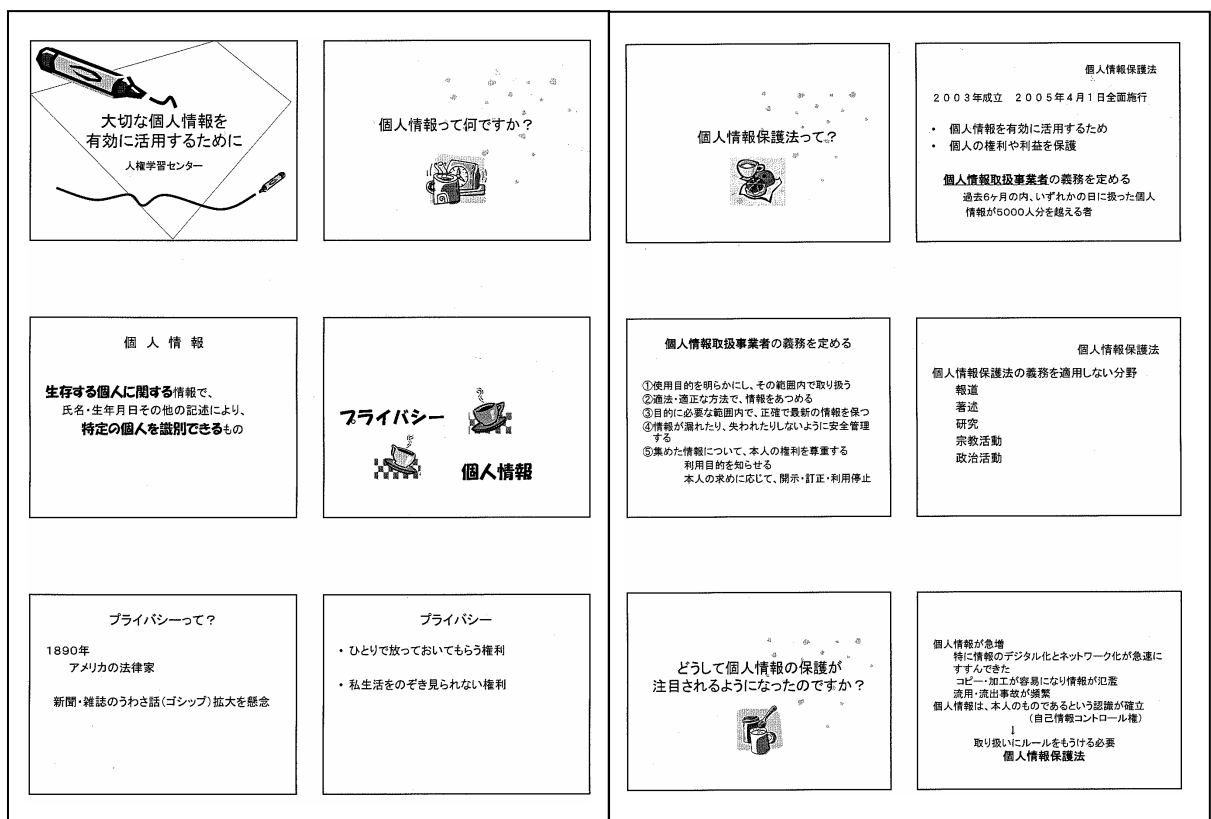 大切な個人情報を
有効に活用するために
人権学習センター
個人情報って何ですか？
個 人 情 報
生存する個人に関する情報で、
氏名・生年月日その他の記述により、
特定の個人を識別できるもの
プライバシー
個人情報
プライバシーって？
1890年
アメリカの法律家
新聞・雑誌のうわさ話(ゴシップ)拡大を懸念
プライバシー
・ ひとりで放っておいてもらう権利
・ 私生活をのぞき見られない権利
個人情報保護法って？
個人情報保護法
２００３年成立　２００５年４月１日全面施行
・ 個人情報を有効に活用するため
・ 個人の権利や利益を保護
個人情報取扱事業者の義務を定める
過去6ヶ月の内、いずれかの日に扱った個人
情報が5000人分を越える者
個人情報取扱事業者の義務を定める
①使用目的を明らかにし、その範囲内で取り扱う
②適法・適正な方法で、情報をあつめる
③目的に必要な範囲内で、正確で最新の情報を保つ
④情報が漏れたり、失われたりしないように安全管理
する
⑤集めた情報について、本人の権利を尊重する
利用目的を知らせる
本人の求めに応じて、開示・訂正・利用停止
個人情報保護法
個人情報保護法の義務を適用しない分野
報道
著述
研究
宗教活動
政治活動
どうして個人情報の保護が
注目されるようになったのですか？
個人情報が急増
特に情報のデジタル化とネットワーク化が急速に
すすんできた
コピー・加工が容易になり情報が氾濫
流用・流出事故が頻繁
個人情報は、本人のものであるという認識が確立
（自己情報コントロール権）
↓
取り扱いにルールをもうける必要
個人情報保護法